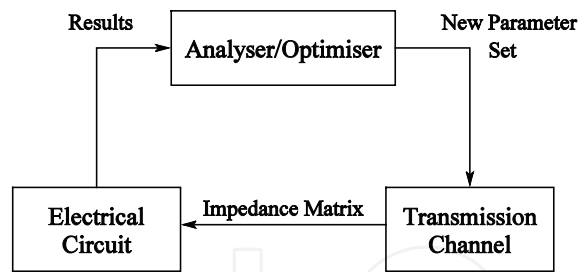 Results
New Parameter
Set
Analyser/Optimiser
Impedance Matrix
Electrical
Circuit
Transmission
Channel